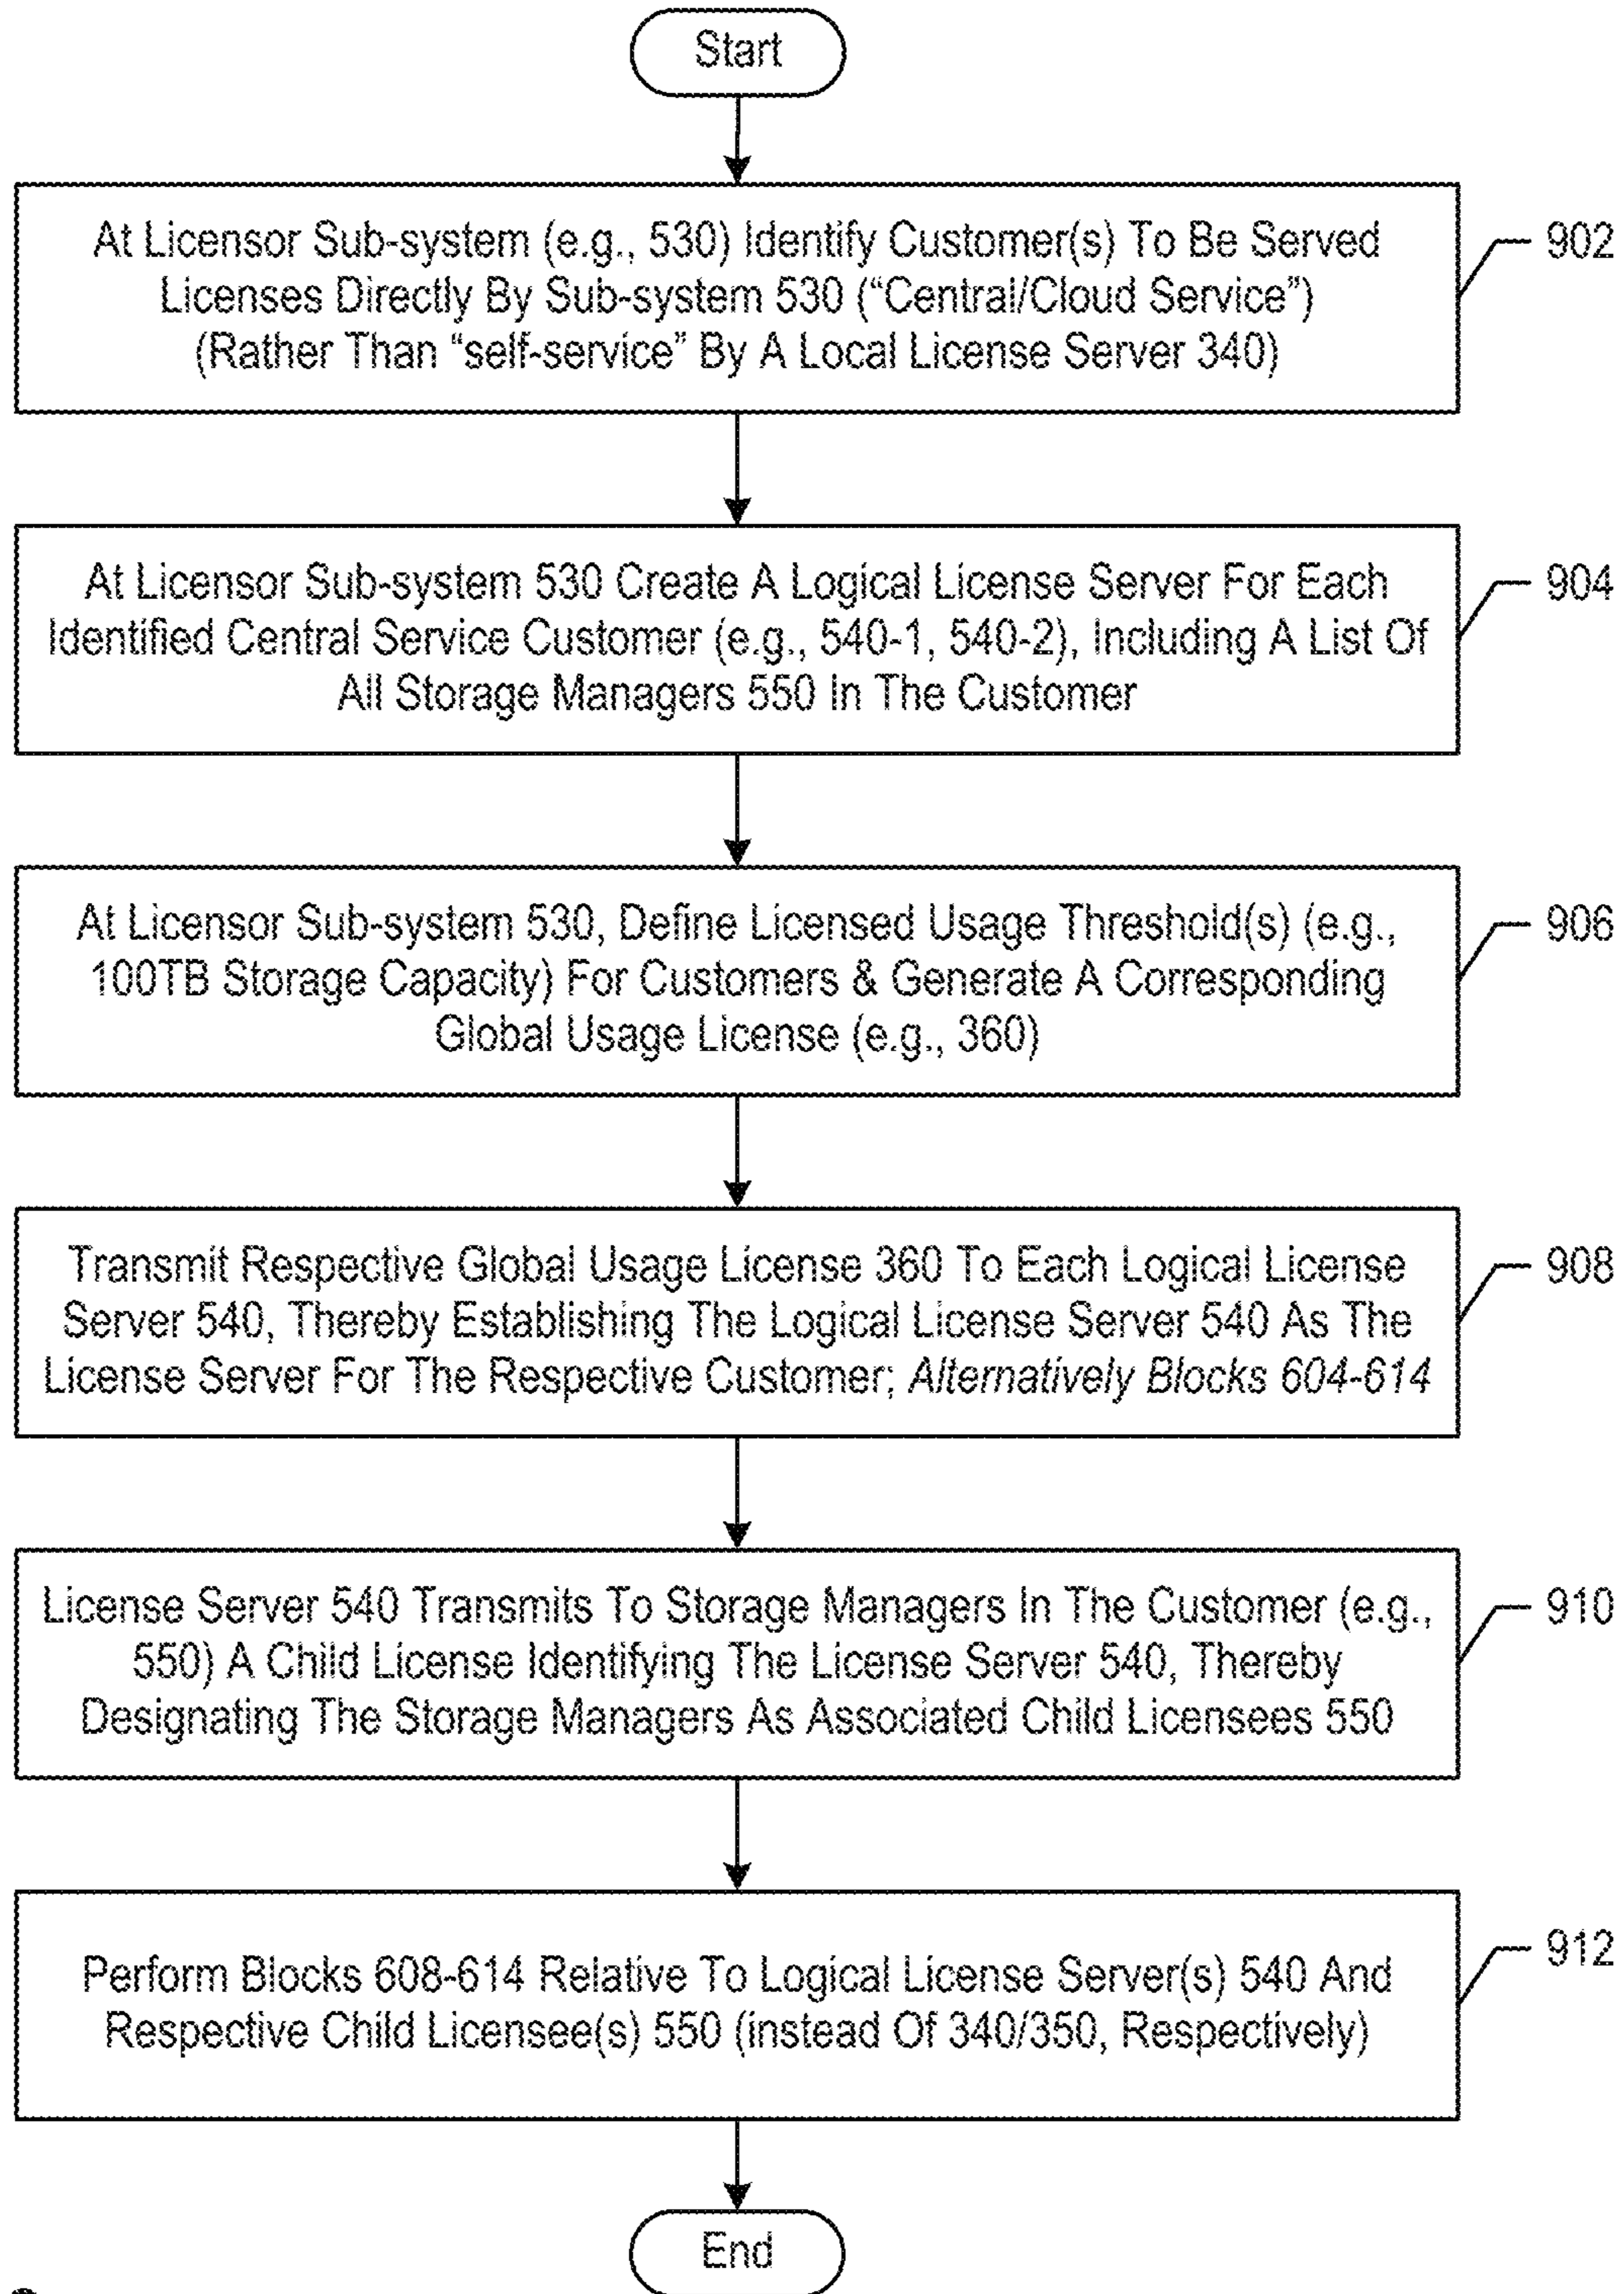 Start
At Licensor Sub-system (e.g., 530) Identify Customer(s) To Be Served
Licenses Directly By Sub-system 530 (“Central/Cloud Service”)
(Rather Than “self-service” By A Local License Server 340)
902
At Licensor Sub-system 530 Create A Logical License Server For Each
Identified Central Service Customer (e.g., 540-1, 540-2), Including A List Of
All Storage Managers 550 In The Customer
904
At Licensor Sub-system 530, Define Licensed Usage Threshold(s) (e.g.,
100TB Storage Capacity) For Customers & Generate A Corresponding
Global Usage License (e.g., 360)
906
Transmit Respective Global Usage License 360 To Each Logical License
Server 540, Thereby Establishing The Logical License Server 540 As The
License Server For The Respective Customer; Alternatively Blocks 604-614
908
License Server 540 Transmits To Storage Managers In The Customer (e.g.,
550) A Child License Identifying The License Server 540, Thereby
Designating The Storage Managers As Associated Child Licensees 550
910
Perform Blocks 608-614 Relative To Logical License Server(s) 540 And
Respective Child Licensee(s) 550 (instead Of 340/350, Respectively)
912
End